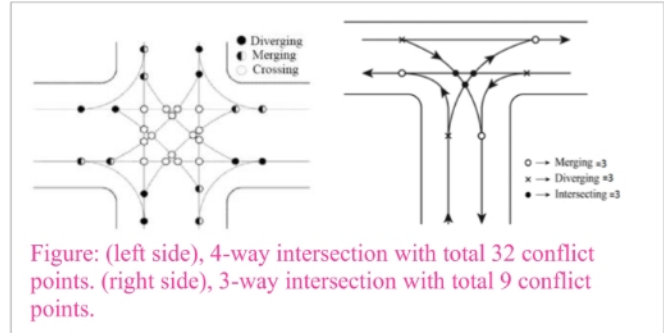 Diverging
Merging
Crossing
Merging =3
Diverging =3
Intersecting =3
Figure: (left side), 4-way intersection with total 32 conflict
points. (right side), 3-way intersection with total 9 conflict
points.